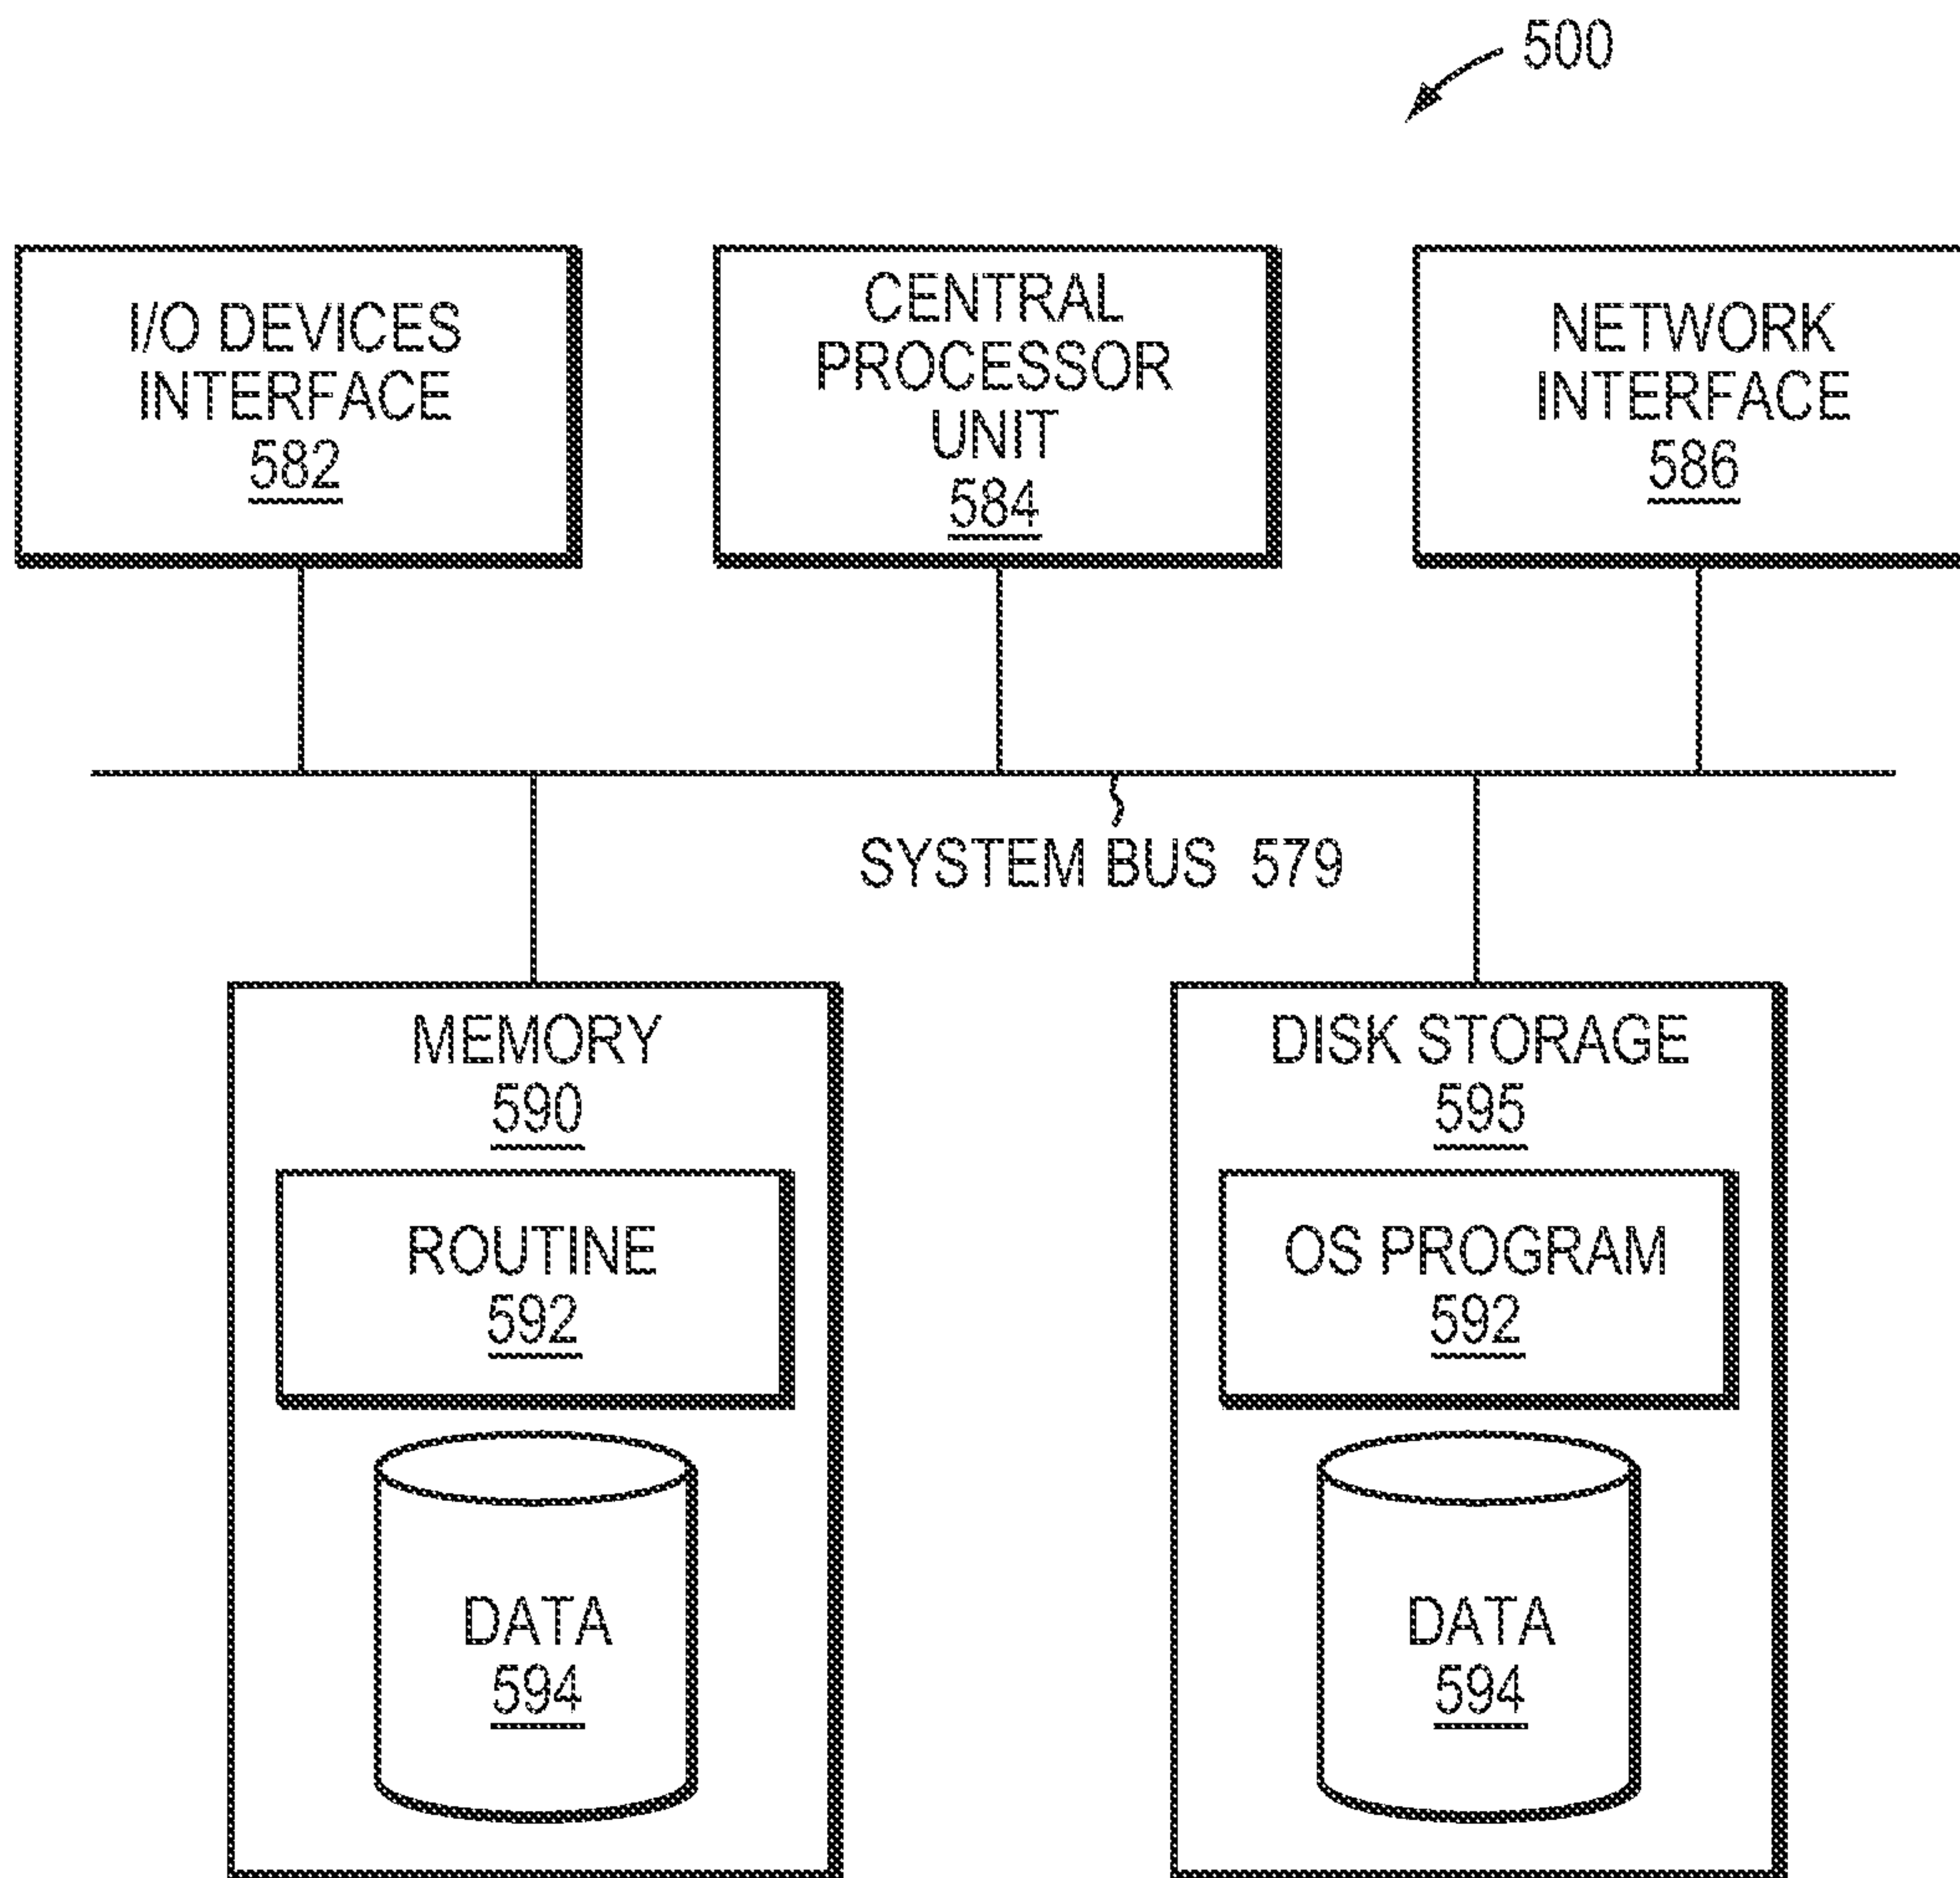 500
I/O DEVICES
INTERFACE
582
CENTRAL
PROCESSOR
UNIT
584
NETWORK
INTERFACE
586
SYSTEM BUS 579
MEMORY
590
ROUTINE
592
DATA
594
DISK STORAGE
595
OS PROGRAM
592
DATA
594